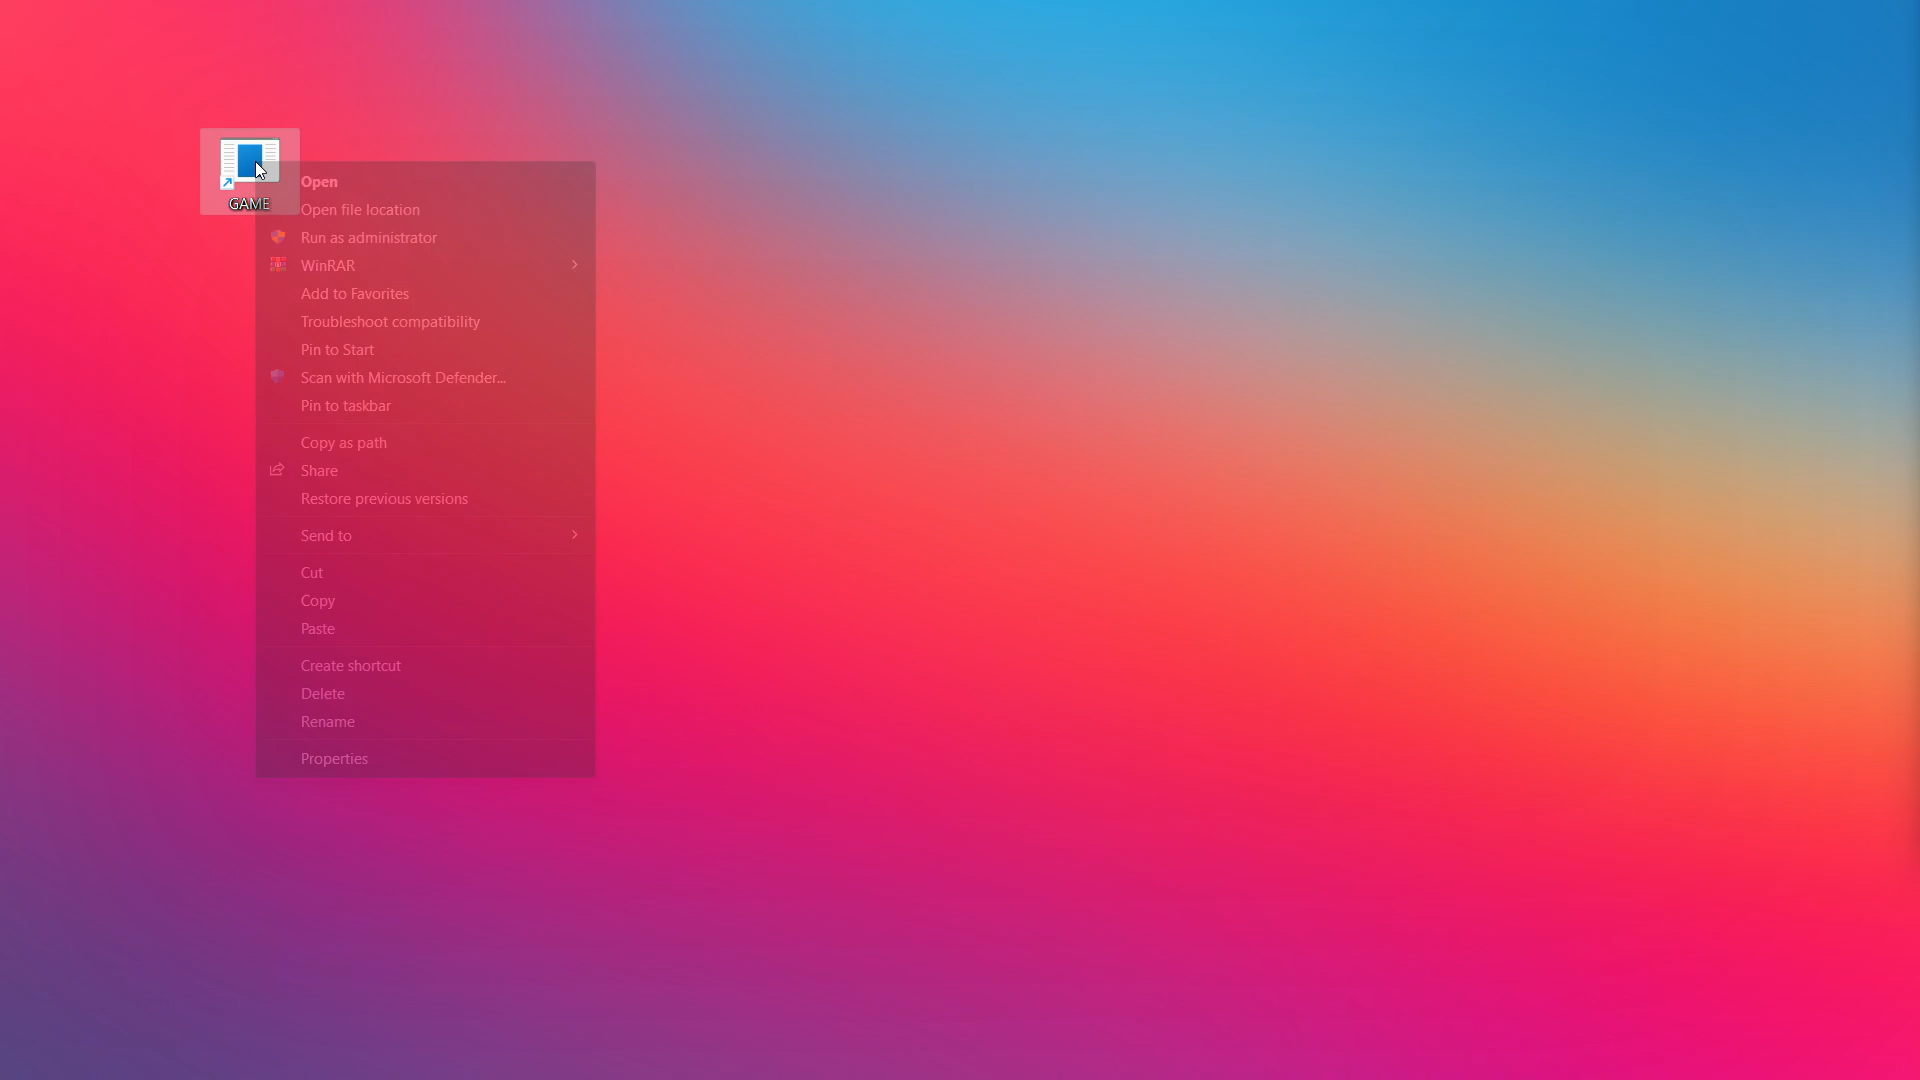 GAME
Open
Open file location
Run as administrator
WinRAR
Add to Favorites
Troubleshoot compatibility
Pin to Start
Scan with Microsoft Defender...
Pin to taskbar
Copy as path
Share
Restore previous versions
Send to
Cut
Copy
Paste
Create shortcut
Delete
Rename
Properties